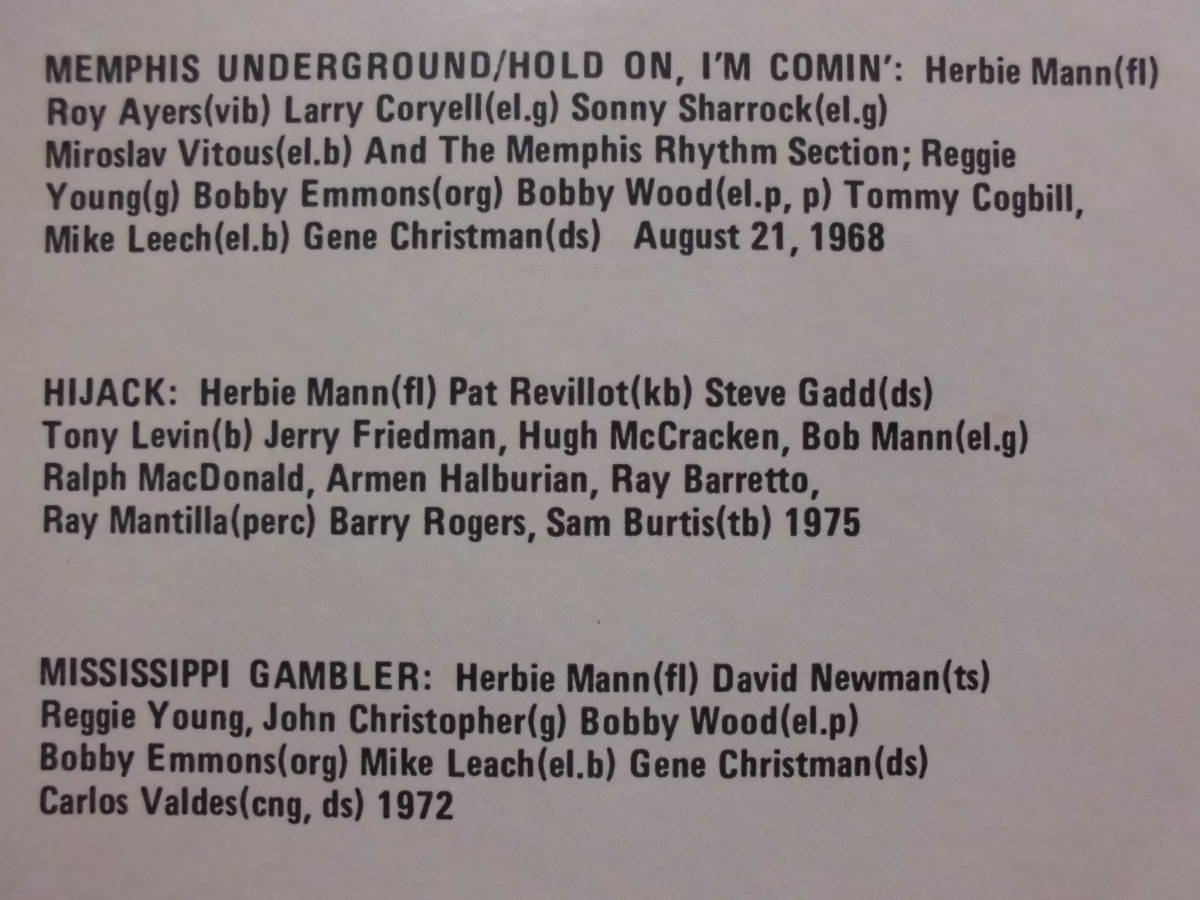 MEMPHIS UNDERGROUND/HOLD ON, I'M COMIN': Herbie Mann(fl)
Roy Ayers(vib) Larry Coryell(el.g) Sonny Sharrock(el.g)
Miroslav Vitous(el.b) And The Memphis Rhythm Section; Reggie
Young(g) Bobby Emmons(org) Bobby Wood(el.p, p) Tommy Cogbill,
Mike Leech(el.b) Gene Christman(ds) August 21, 1968
HIJACK: Herbie Mann(fl) Pat Revillot(kb) Steve Gadd(ds)
Tony Levin(b) Jerry Friedman, Hugh McCracken, Bob Mann(el.g)
Ralph MacDonald, Armen Halburian, Ray Barretto,
Ray Mantilla(perc) Barry Rogers, Sam Burtis(tb) 1975
MISSISSIPPI GAMBLER: Herbie Mann(fl) David Newman(ts)
Reggie Young, John Christopher(g) Bobby Wood(el.p)
Bobby Emmons(org) Mike Leach(el.b) Gene Christman(ds)
Carlos Valdes(cng, ds) 1972